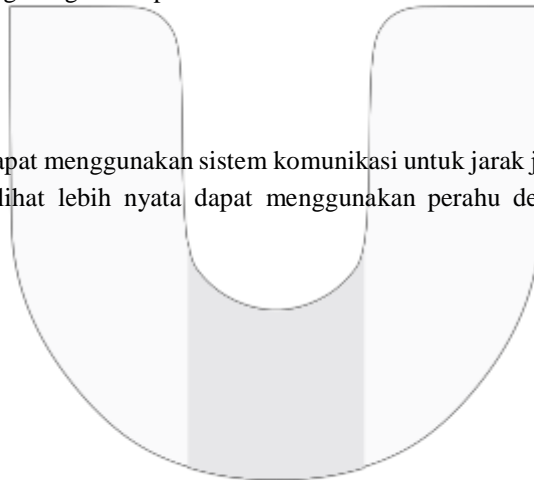 apat menggunakan sistem komunikasi untuk jarak j
lihat lebih nyata dapat menggunakan perahu de